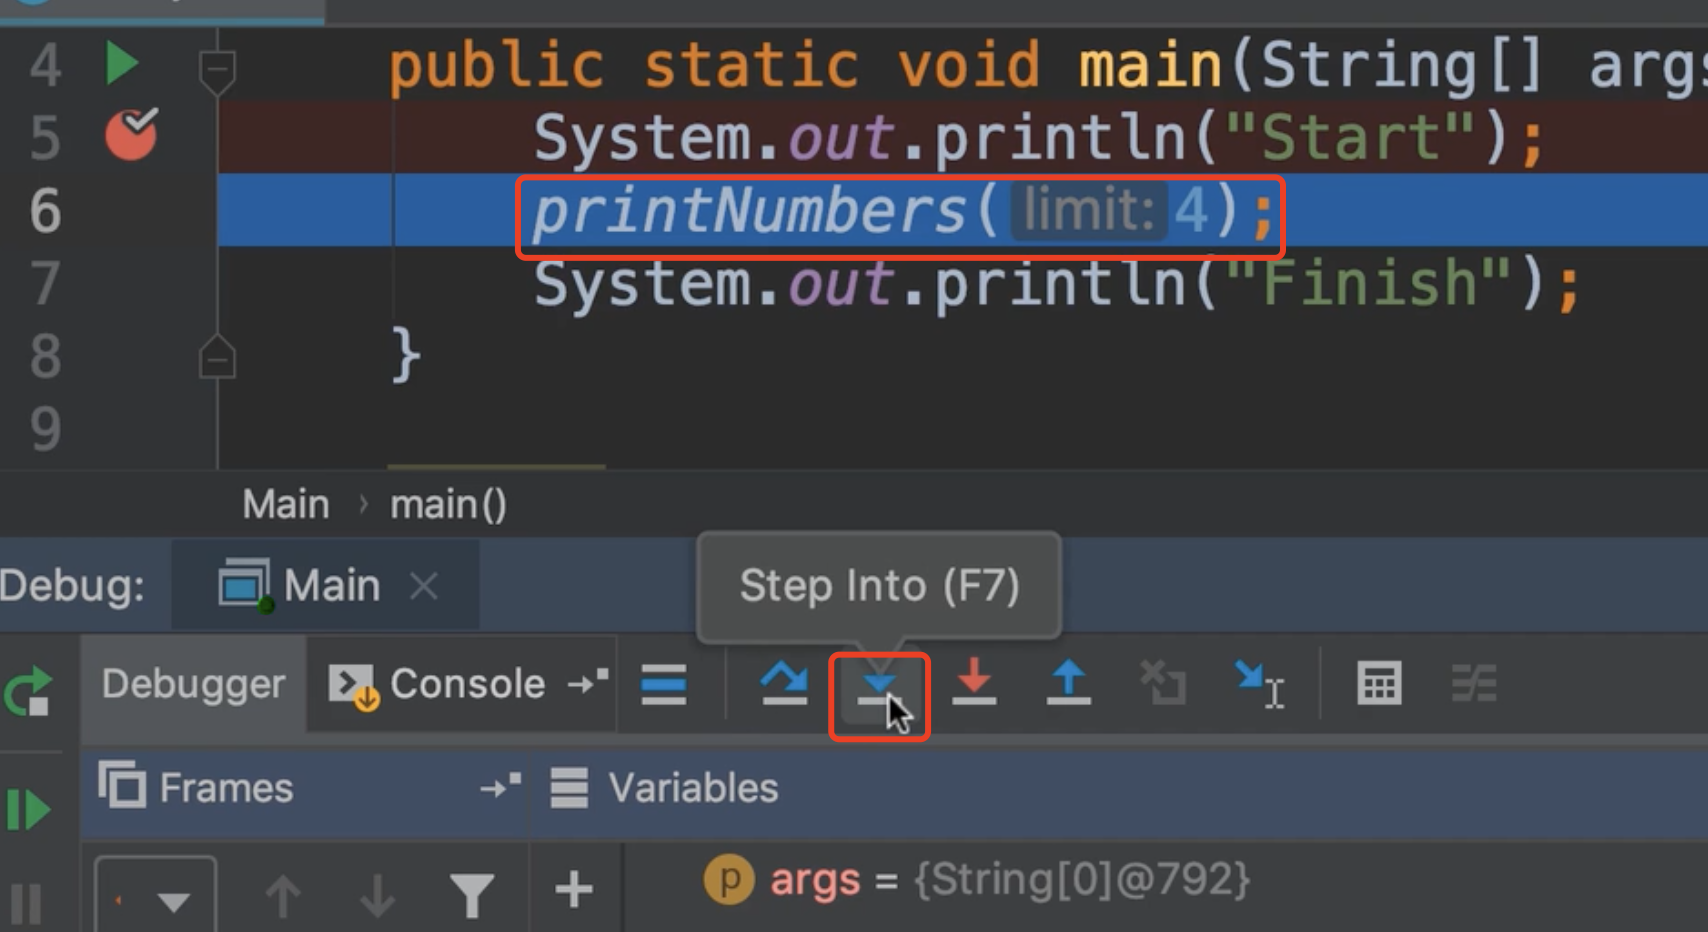 4 public static void main(String[] args
5 System.out.println("Start");
6 printNumbers( limit: 4);
7 System.out.println("Finish");
8 }
9
Main › main()
Step Into (F7)
Debug: Main
Debugger Console
Frames Variables
p args = {String[0]@792}